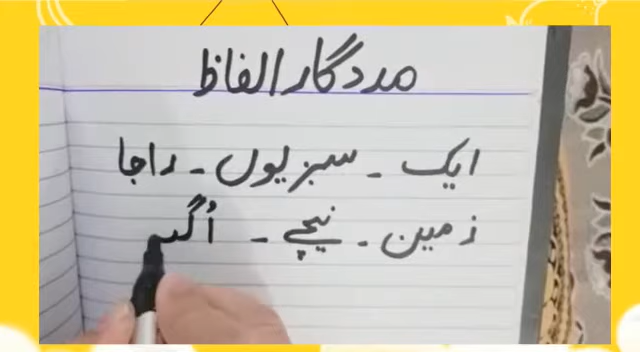 مددگار الفاظ
ایک ۔ سبزیوں ۔ راجا
زمین ۔ نیچے ۔ اُگ